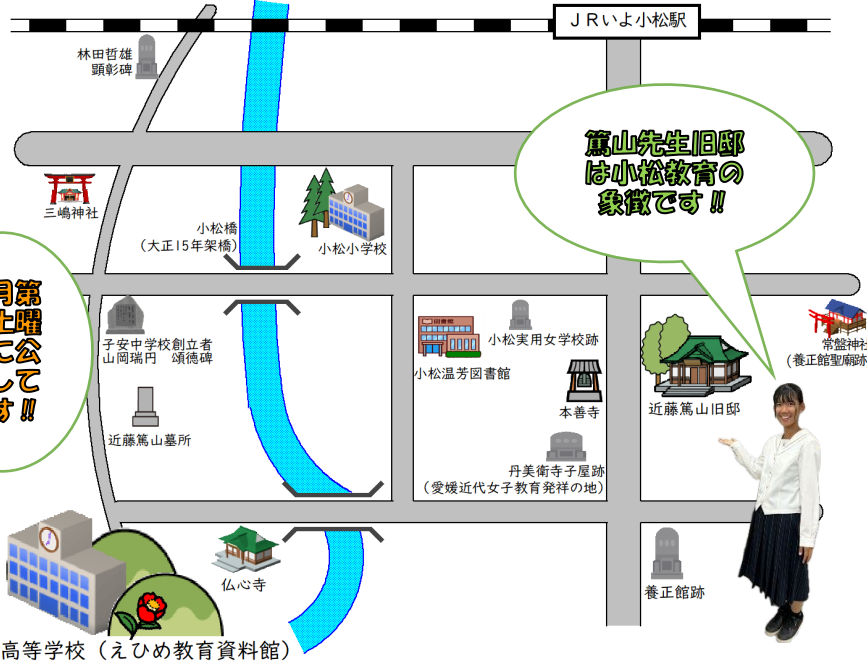 JRいよ小松駅
林田哲雄
顕彰碑
篤山先生旧邸
は小松教育の
象徴です!!
三嶋神社
小松橋
(大正15年架橋)
小松小学校
月第
土曜
に公
して
す!!
子安中学校創立者
山岡瑞円 頌徳碑
小松温芳図書館
図書館
小松実用女学校跡
本善寺
近藤篤山旧邸
常盤神社
(養正館聖廟跡
近藤篤山墓所
丹美衛寺子屋跡
(愛媛近代女子教育発祥の地)
仏心寺
養正館跡
高等学校(えひめ教育資料館)